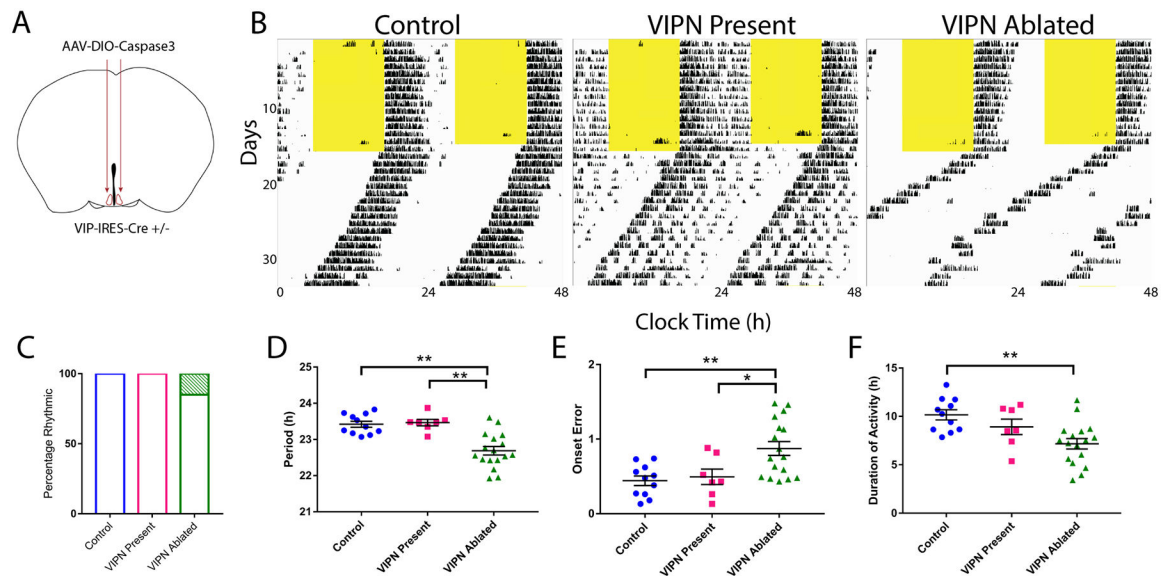 A
AAV-DIO-Caspase3
VIP-IRES-Cre +/-
B
Control
VIPN Present
VIPN Ablated
Days
10
20
30
0
24
48
24
48
24
48
Clock Time (h)
C
Percentage Rhythmic
100
50
0
Control
VIPN Present
VIPN Ablated
D
Period (h)
25
24
23
22
21
**
**
Control
VIPN Present
VIPN Ablated
E
Onset Error
2
1
0
**
*
Control
VIPN Present
VIPN Ablated
F
Duration of Activity (h)
15
10
5
0
**
Control
VIPN Present
VIPN Ablated